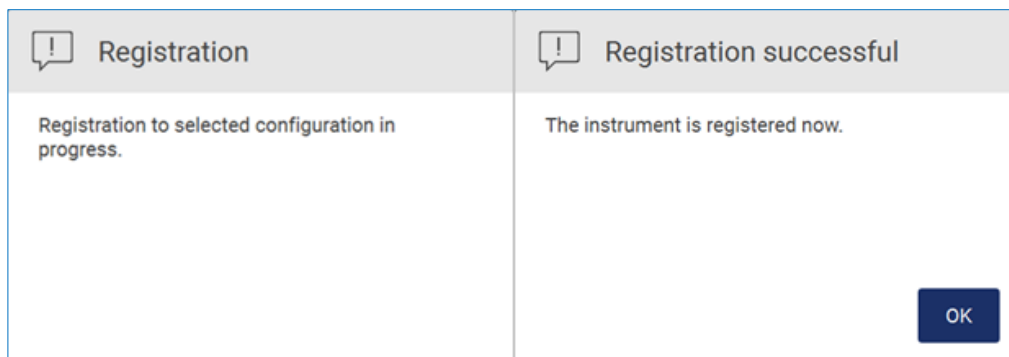 Registration
Registration to selected configuration in
progress.
Registration successful
The instrument is registered now.
OK